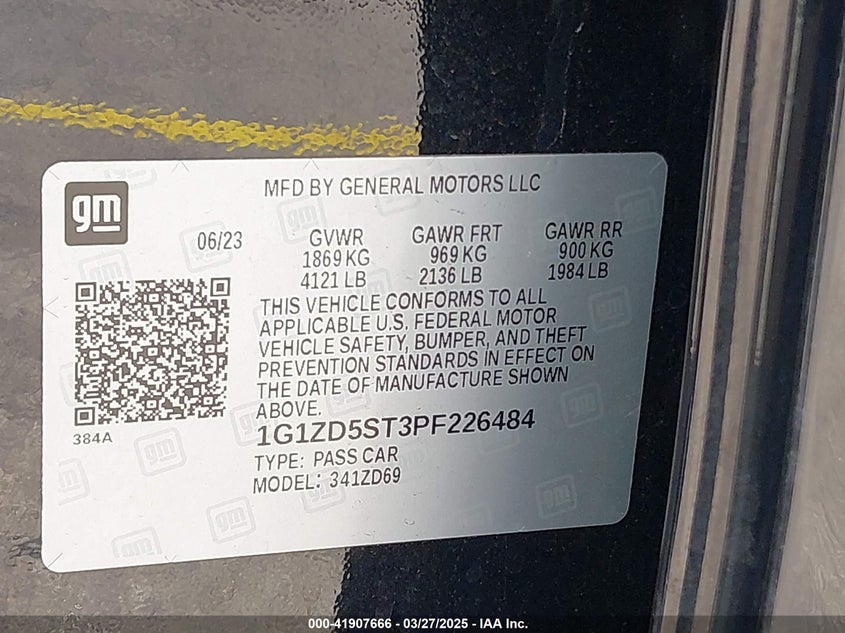 MFD BY GENERAL MOTORS LLC
gm
06/23
GVWR
1869 KG
4121 LB
GAWR FRT
969 KG
2136 LB
GAWR RR
900 KG
1984 LB
THIS VEHICLE CONFORMS TO ALL
APPLICABLE U.S. FEDERAL MOTOR
VEHICLE SAFETY, BUMPER, AND THEFT
PREVENTION STANDARDS IN EFFECT ON
THE DATE OF MANUFACTURE SHOWN
ABOVE.
384A
1G1ZD5ST3PF226484
TYPE: PASS CAR
MODEL: 341ZD69
000-41907666 - 03/27/2025 - IAA Inc.